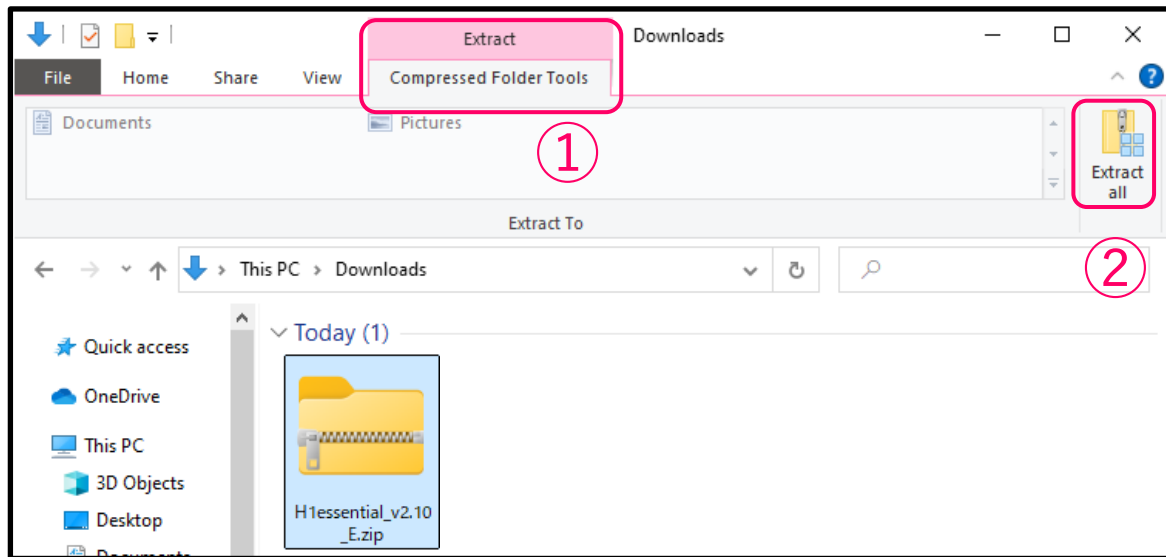 Extract
Downloads
File
Home
Share
View
Compressed Folder Tools
?
Documents
Pictures
①
Extract
all
Extract To
②
This PC > Downloads
Today (1)
Quick access
OneDrive
This PC
3D Objects
Desktop
Documents
H1essential_v2.10
_E.zip